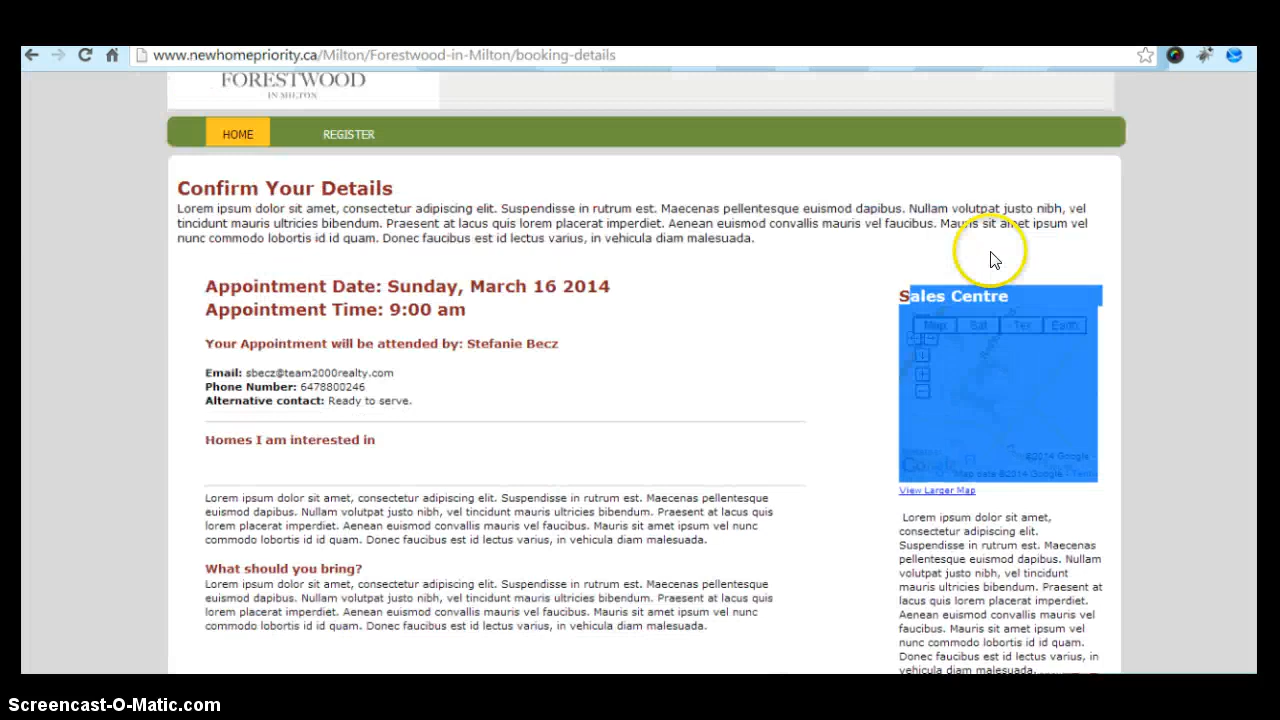 www.newhomepriority.ca/Milton/Forestwood-in-Milton/booking-details
FORESTWOOD
IN MILTON
HOME
REGISTER
Confirm Your Details
Lorem ipsum dolor sit amet, consectetur adipiscing elit. Suspendisse in rutrum est. Maecenas pellentesque euismod dapibus. Nullam volutpat justo nibh, vel
tincidunt mauris ultricies bibendum. Praesent at lacus quis lorem placerat imperdiet. Aenean euismod convallis mauris vel faucibus. Mauris sit amet ipsum vel
nunc commodo lobortis id id quam. Donec faucibus est id lectus varius, in vehicula diam malesuada.
Appointment Date: Sunday, March 16 2014
Appointment Time: 9:00 am
Your Appointment will be attended by: Stefanie Becz
Email: sbecz@team2000realty.com
Phone Number: 6478800246
Alternative contact: Ready to serve.
Homes I am interested in
Lorem ipsum dolor sit amet, consectetur adipiscing elit. Suspendisse in rutrum est. Maecenas pellentesque
euismod dapibus. Nullam volutpat justo nibh, vel tincidunt mauris ultricies bibendum. Praesent at lacus quis
lorem placerat imperdiet. Aenean euismod convallis mauris vel faucibus. Mauris sit amet ipsum vel nunc
commodo lobortis id id quam. Donec faucibus est id lectus varius, in vehicula diam malesuada.
What should you bring?
Lorem ipsum dolor sit amet, consectetur adipiscing elit. Suspendisse in rutrum est. Maecenas pellentesque
euismod dapibus. Nullam volutpat justo nibh, vel tincidunt mauris ultricies bibendum. Praesent at lacus quis
lorem placerat imperdiet. Aenean euismod convallis mauris vel faucibus. Mauris sit amet ipsum vel nunc
commodo lobortis id id quam. Donec faucibus est id lectus varius, in vehicula diam malesuada.
Sales Centre
Map Sat Ter Earth
Google
©2014 Google -
Map data ©2014 Google - Terms
View Larger Map
Lorem ipsum dolor sit amet,
consectetur adipiscing elit.
Suspendisse in rutrum est. Maecenas
pellentesque euismod dapibus. Nullam
volutpat justo nibh, vel tincidunt
mauris ultricies bibendum. Praesent at
lacus quis lorem placerat imperdiet.
Aenean euismod convallis mauris vel
faucibus. Mauris sit amet ipsum vel
nunc commodo lobortis id id quam.
Donec faucibus est id lectus varius, in
vehicula diam malesuada.
Screencast-O-Matic.com